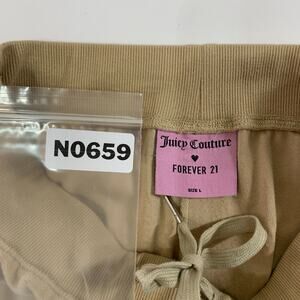 N0659
Juicy Couture
FOREVER 21
SIZE L